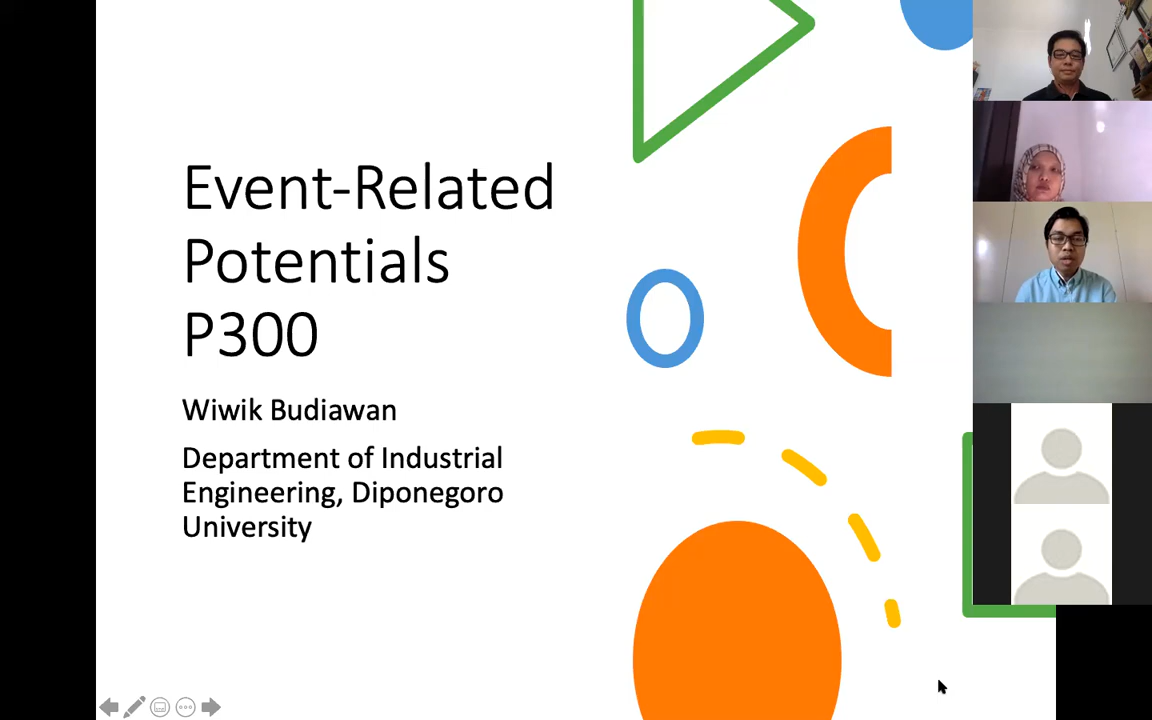 Event-Related
Potentials
P300
Wiwik Budiawan
Department of Industrial
Engineering, Diponegoro
University